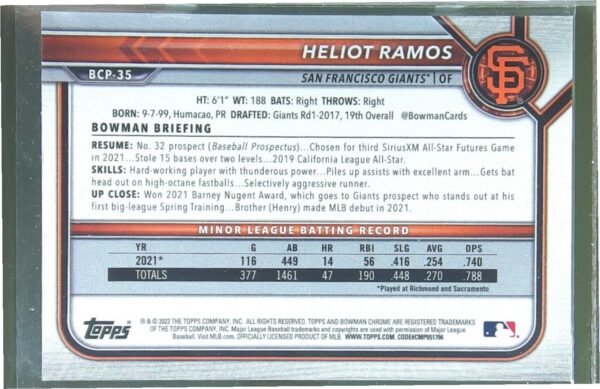 HELIOT RAMOS
BCP-35
SAN FRANCISCO GIANTS® | OF
SF
HT: 6'1" WT: 188 BATS: Right THROWS: Right
BORN: 9-7-99, Humacao, PR DRAFTED: Giants Rd1-2017, 19th Overall @BowmanCards
BOWMAN BRIEFING
RESUME: No. 32 prospect (Baseball Prospectus)...Chosen for third SiriusXM All-Star Futures Game
in 2021...Stole 15 bases over two levels...2019 California League All-Star.
SKILLS: Hard-working player with thunderous power...Piles up assists with excellent arm...Gets bat
head out on high-octane fastballs...Selectively aggressive runner.
UP CLOSE: Won 2021 Barney Nugent Award, which goes to Giants prospect who stands out at his
first big-league Spring Training...Brother (Henry) made MLB debut in 2021.
MINOR LEAGUE BATTING RECORD
YR G AB HR RBI SLG AVG OPS
2021* 116 449 14 56 .416 .254 .740
TOTALS 377 1461 47 190 .448 .270 .788
*Played at Richmond and Sacramento
Topps
® & © 2022 THE TOPPS COMPANY, INC. ALL RIGHTS RESERVED. TOPPS AND BOWMAN CHROME ARE REGISTERED TRADEMARKS
OF THE TOPPS COMPANY, INC. Major League Baseball trademarks and copyrights are used with permission of Major League
Baseball. Visit MLB.com. OFFICIALLY LICENSED PRODUCT OF MLB. WWW.TOPPS.COM. CODE#CMP051706